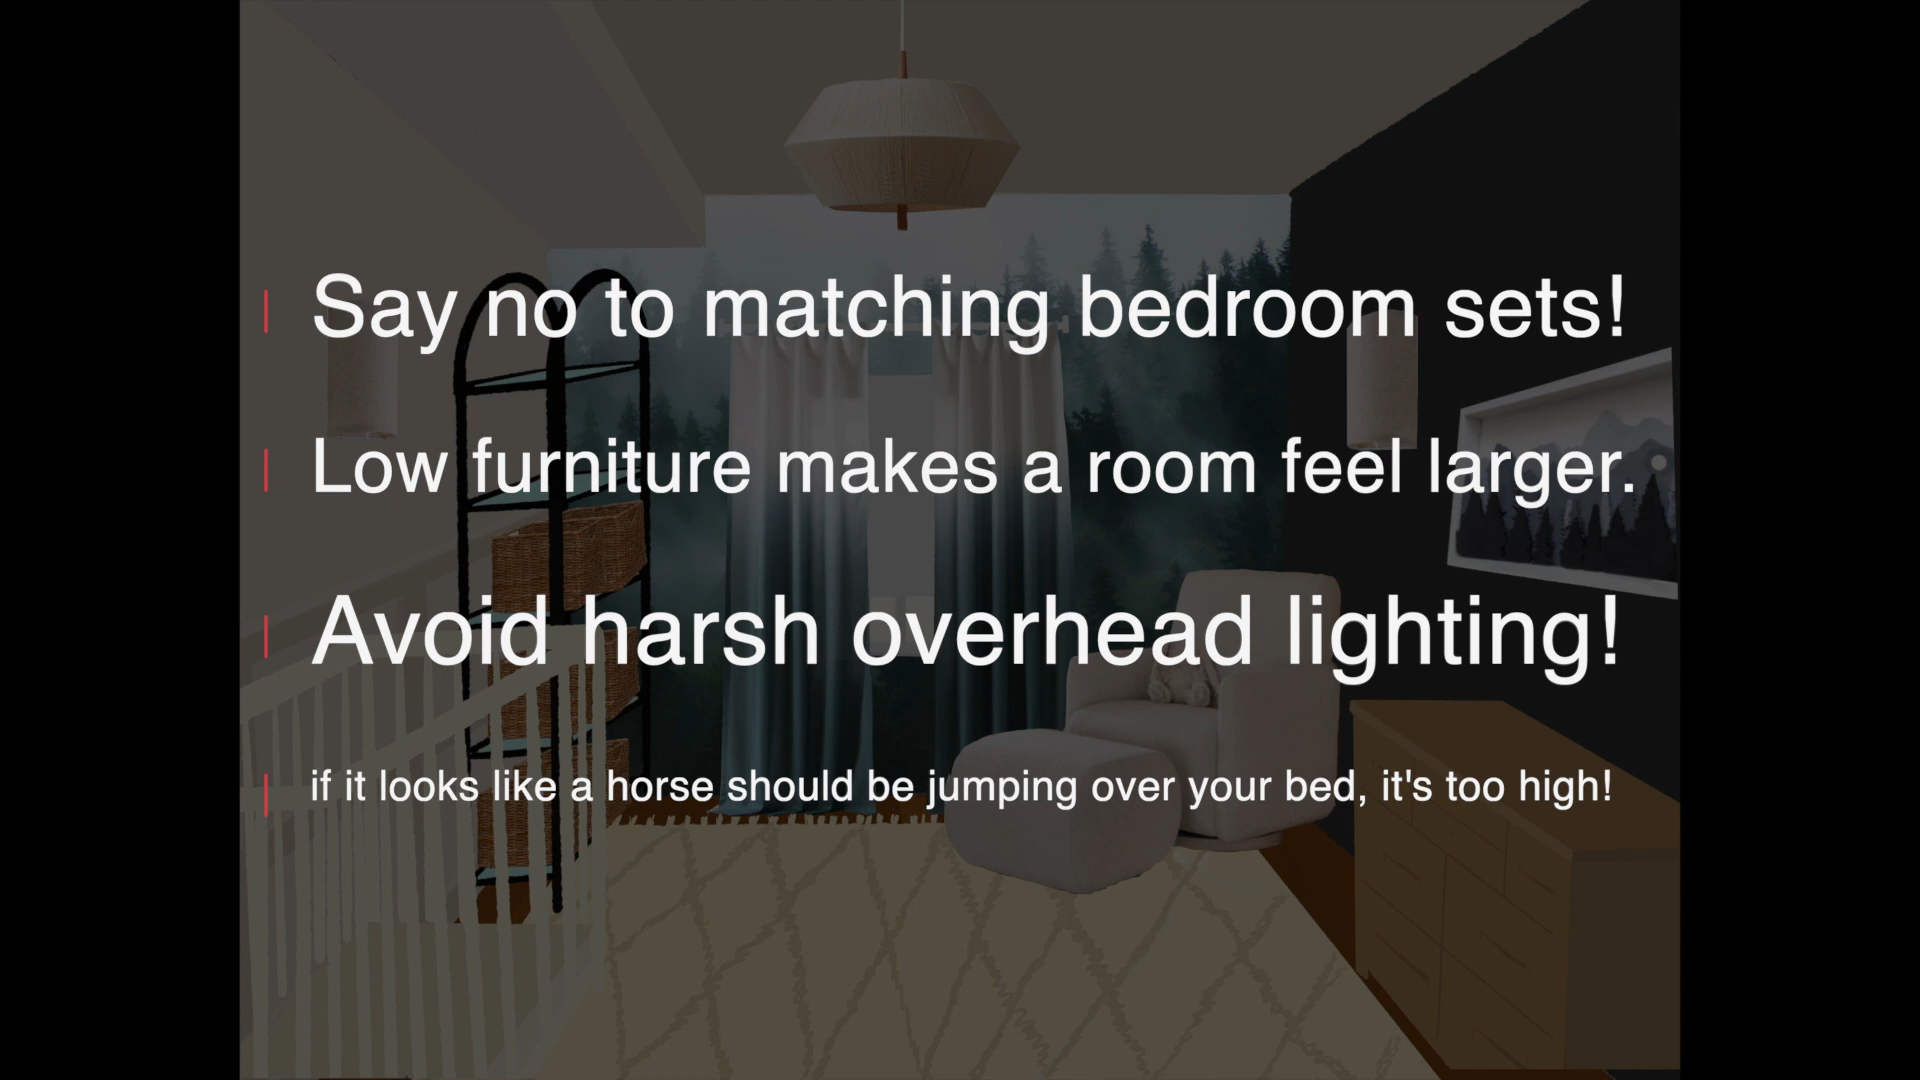 Say no to matching bedroom sets!
Low furniture makes a room feel larger.
Avoid harsh overhead lighting!
if it looks like a horse should be jumping over your bed, it's too high!